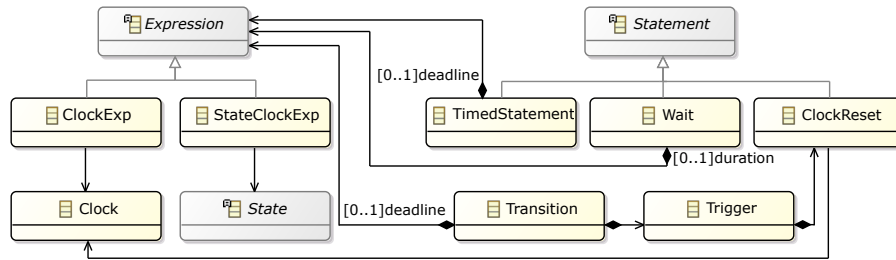 Expression
Statement
[0..1]deadline
ClockExp
StateClockExp
TimedStatement
Wait
ClockReset
[0..1]duration
Clock
State
[0..1]deadline
Transition
Trigger